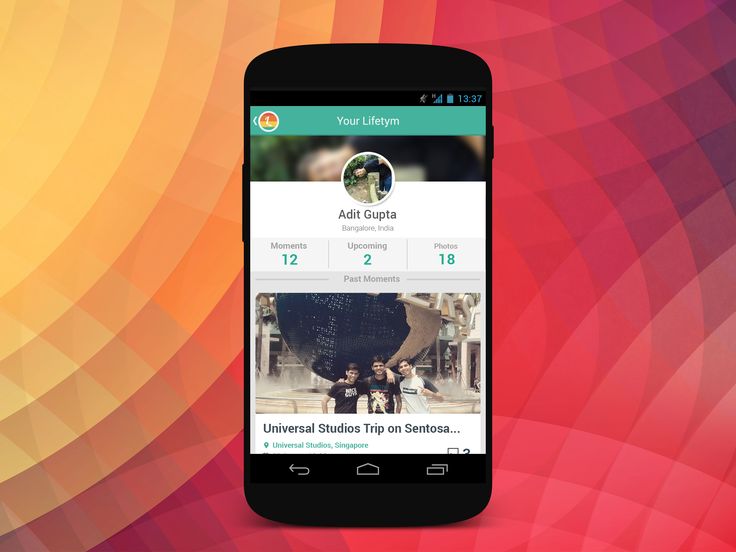 H 13:37
Your Lifetym
Adit Gupta
Bangalore, India
Moments Upcoming Photos
12 2 18
Past Moments
Universal Studios Trip on Sentosa...
Universal Studios, Singapore
3